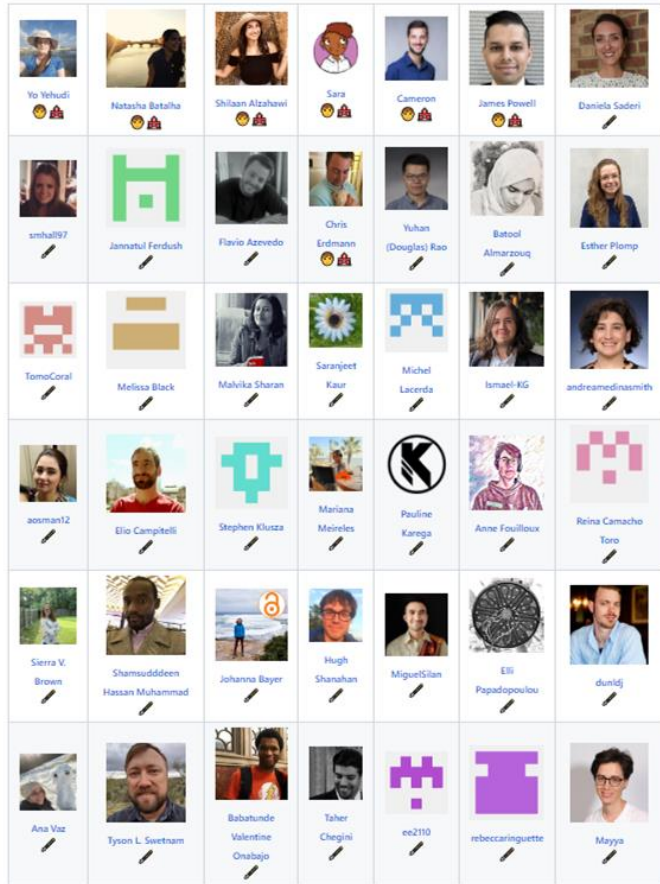 Yo Yehudi
Natasha Batalha
Shilaan Alzahawi
Sara
Cameron
James Powell
Daniela Saderi
smhall97
Jannatul Ferdush
Flavio Azevedo
Chris
Erdmann
Yuhan
(Douglas) Rao
Batool
Almarzouq
Esther Plomp
TomoCoral
Melissa Black
Malvika Sharan
Saranjeet
Kaur
Michel
Lacerda
Ismael-KG
andreamedinasmith
aosman12
Elio Campitelli
Stephen Klusza
Mariana
Meireles
K
Pauline
Karega
Anne Fouilloux
Reina Camacho
Toro
Sierra V.
Brown
Shamsudddeen
Hassan Muhammad
Johanna Bayer
Hugh
Shanahan
MiguelSilan
Elli
Papadopoulou
dunldj
Ana Vaz
Tyson L. Swetnam
Babatunde
Valentine
Onabajo
Taher
Chegini
ee2110
rebeccaringuette
Mayya